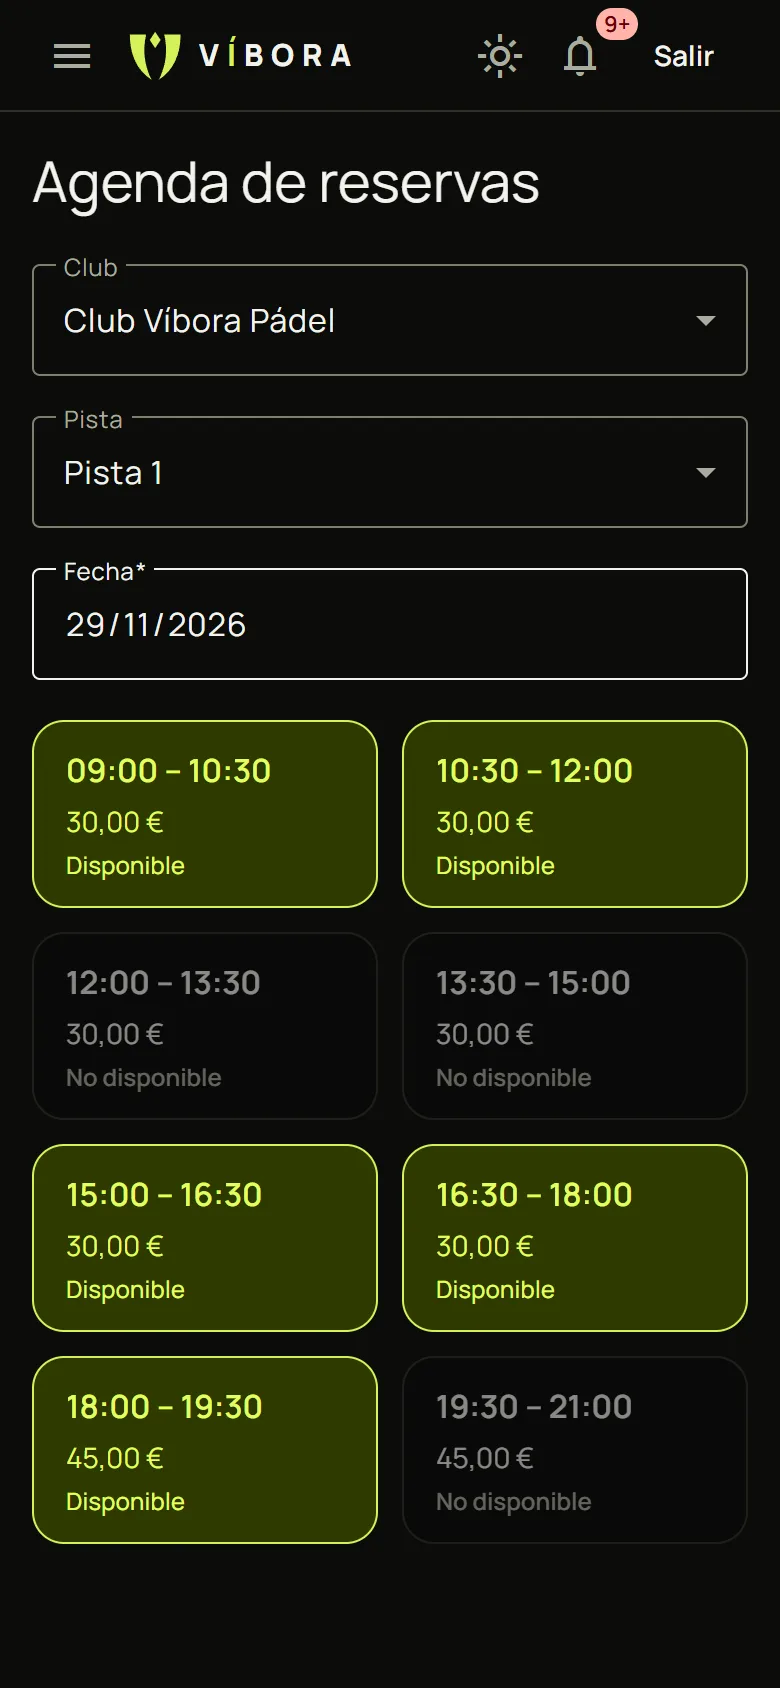 VÍBORA
9+
Salir
Agenda de reservas
Club
Club Víbora Pádel
Pista
Pista 1
Fecha*
29/11/2026
09:00 – 10:30
30,00 €
Disponible
10:30 – 12:00
30,00 €
Disponible
12:00 – 13:30
30,00 €
No disponible
13:30 – 15:00
30,00 €
No disponible
15:00 – 16:30
30,00 €
Disponible
16:30 – 18:00
30,00 €
Disponible
18:00 – 19:30
45,00 €
Disponible
19:30 – 21:00
45,00 €
No disponible